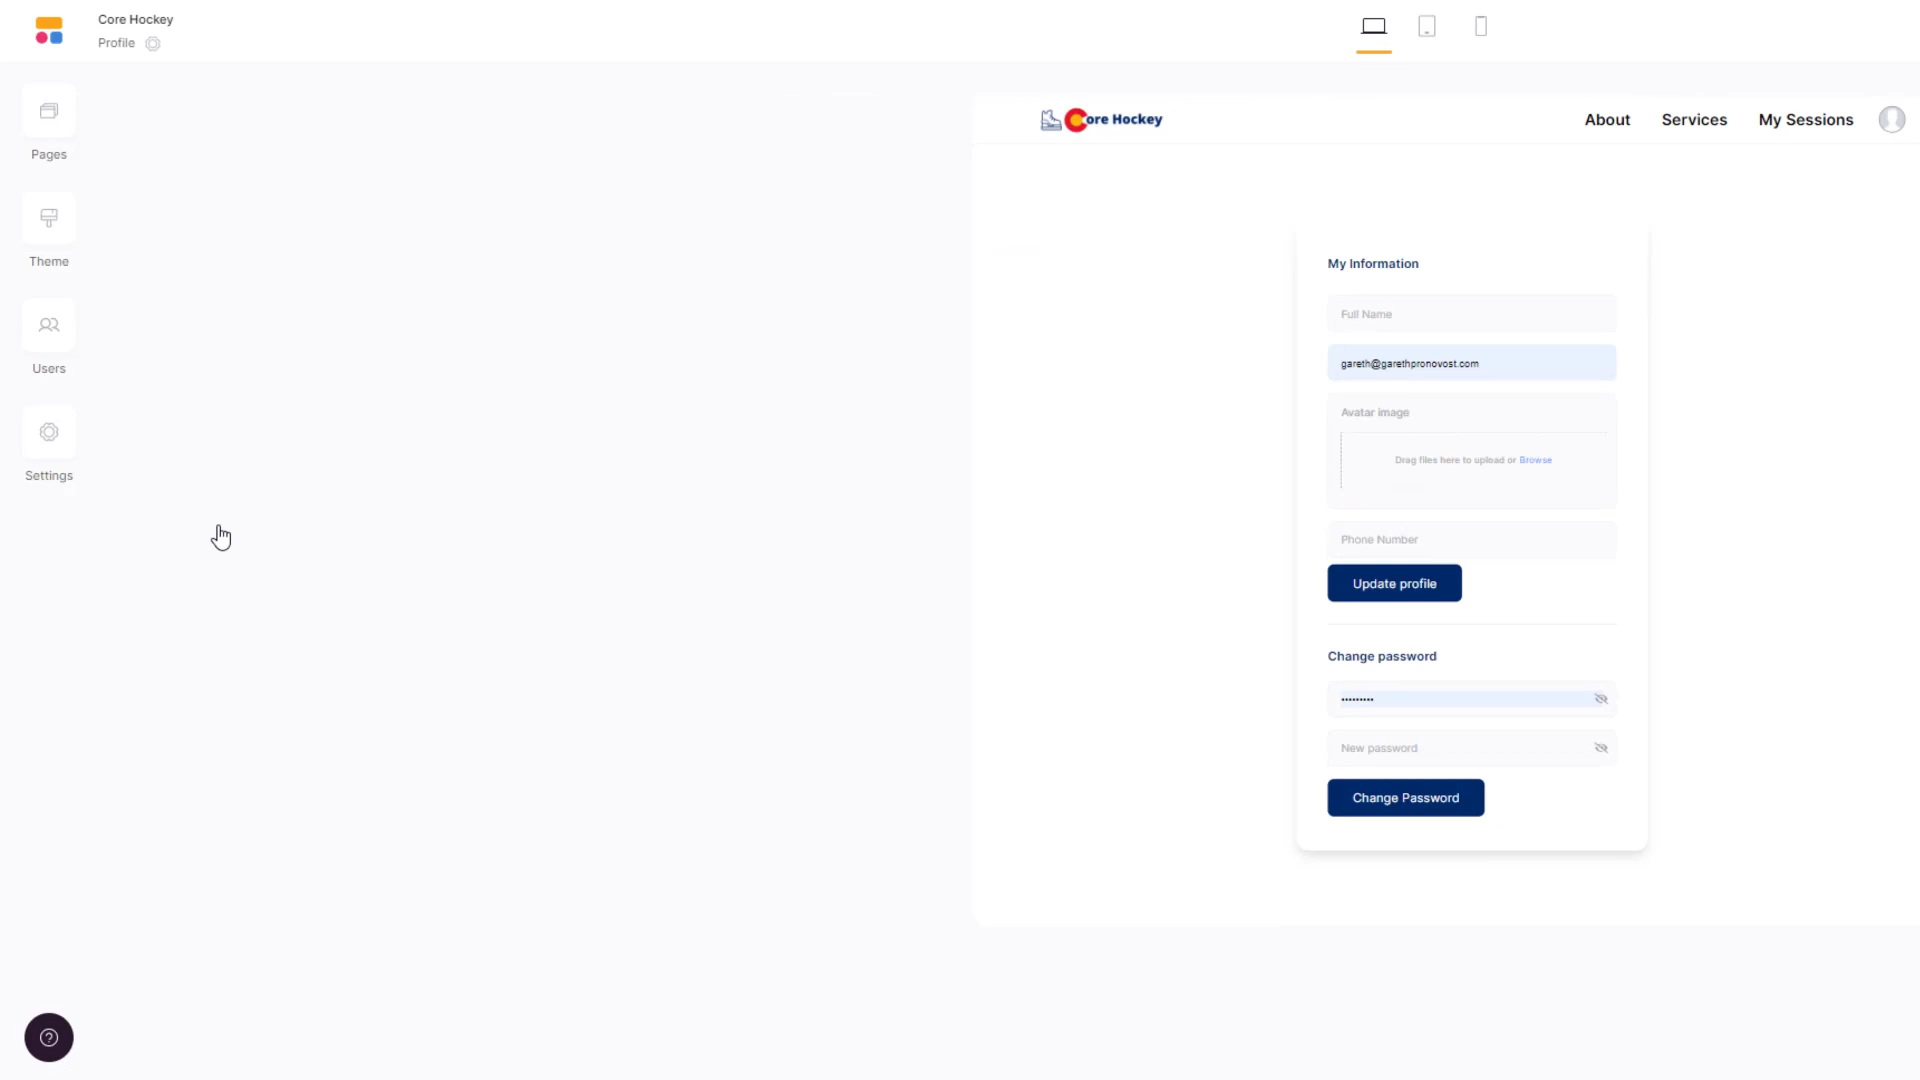 Core Hockey
Profile
Pages
Theme
Users
Settings
Core Hockey
About
Services
My Sessions
My Information
Full Name
gareth@garethpronovost.com
Avatar image
Drag files here to upload or Browse
Phone Number
Update profile
Change password
•••••••••
New password
Change Password